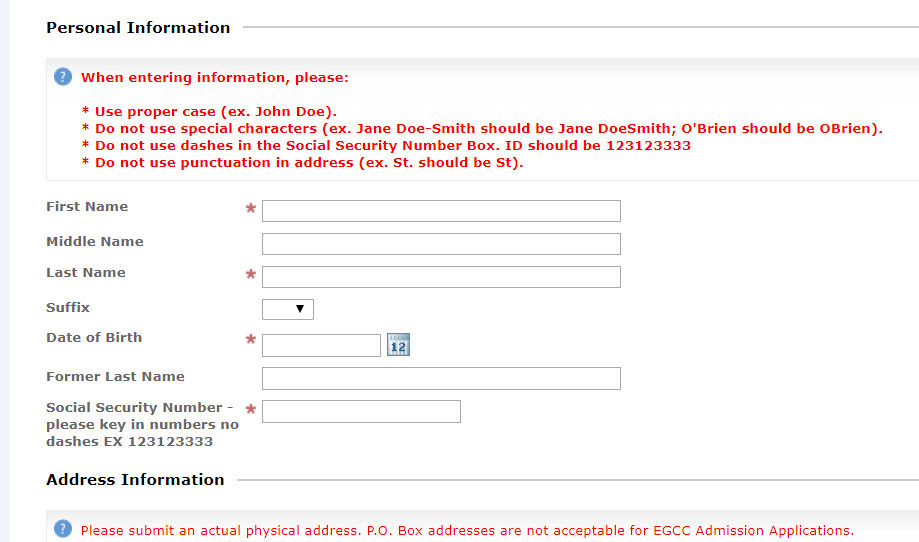 Personal Information
When entering information, please:
* Use proper case (ex. John Doe).
* Do not use special characters (ex. Jane Doe-Smith should be Jane DoeSmith; O'Brien should be OBrien).
* Do not use dashes in the Social Security Number Box. ID should be 123123333
* Do not use punctuation in address (ex. St. should be St).
First Name *
Middle Name
Last Name *
Suffix
Date of Birth * 12
Former Last Name
Social Security Number - *
please key in numbers no
dashes EX 123123333
Address Information
Please submit an actual physical address. P.O. Box addresses are not acceptable for EGCC Admission Applications.